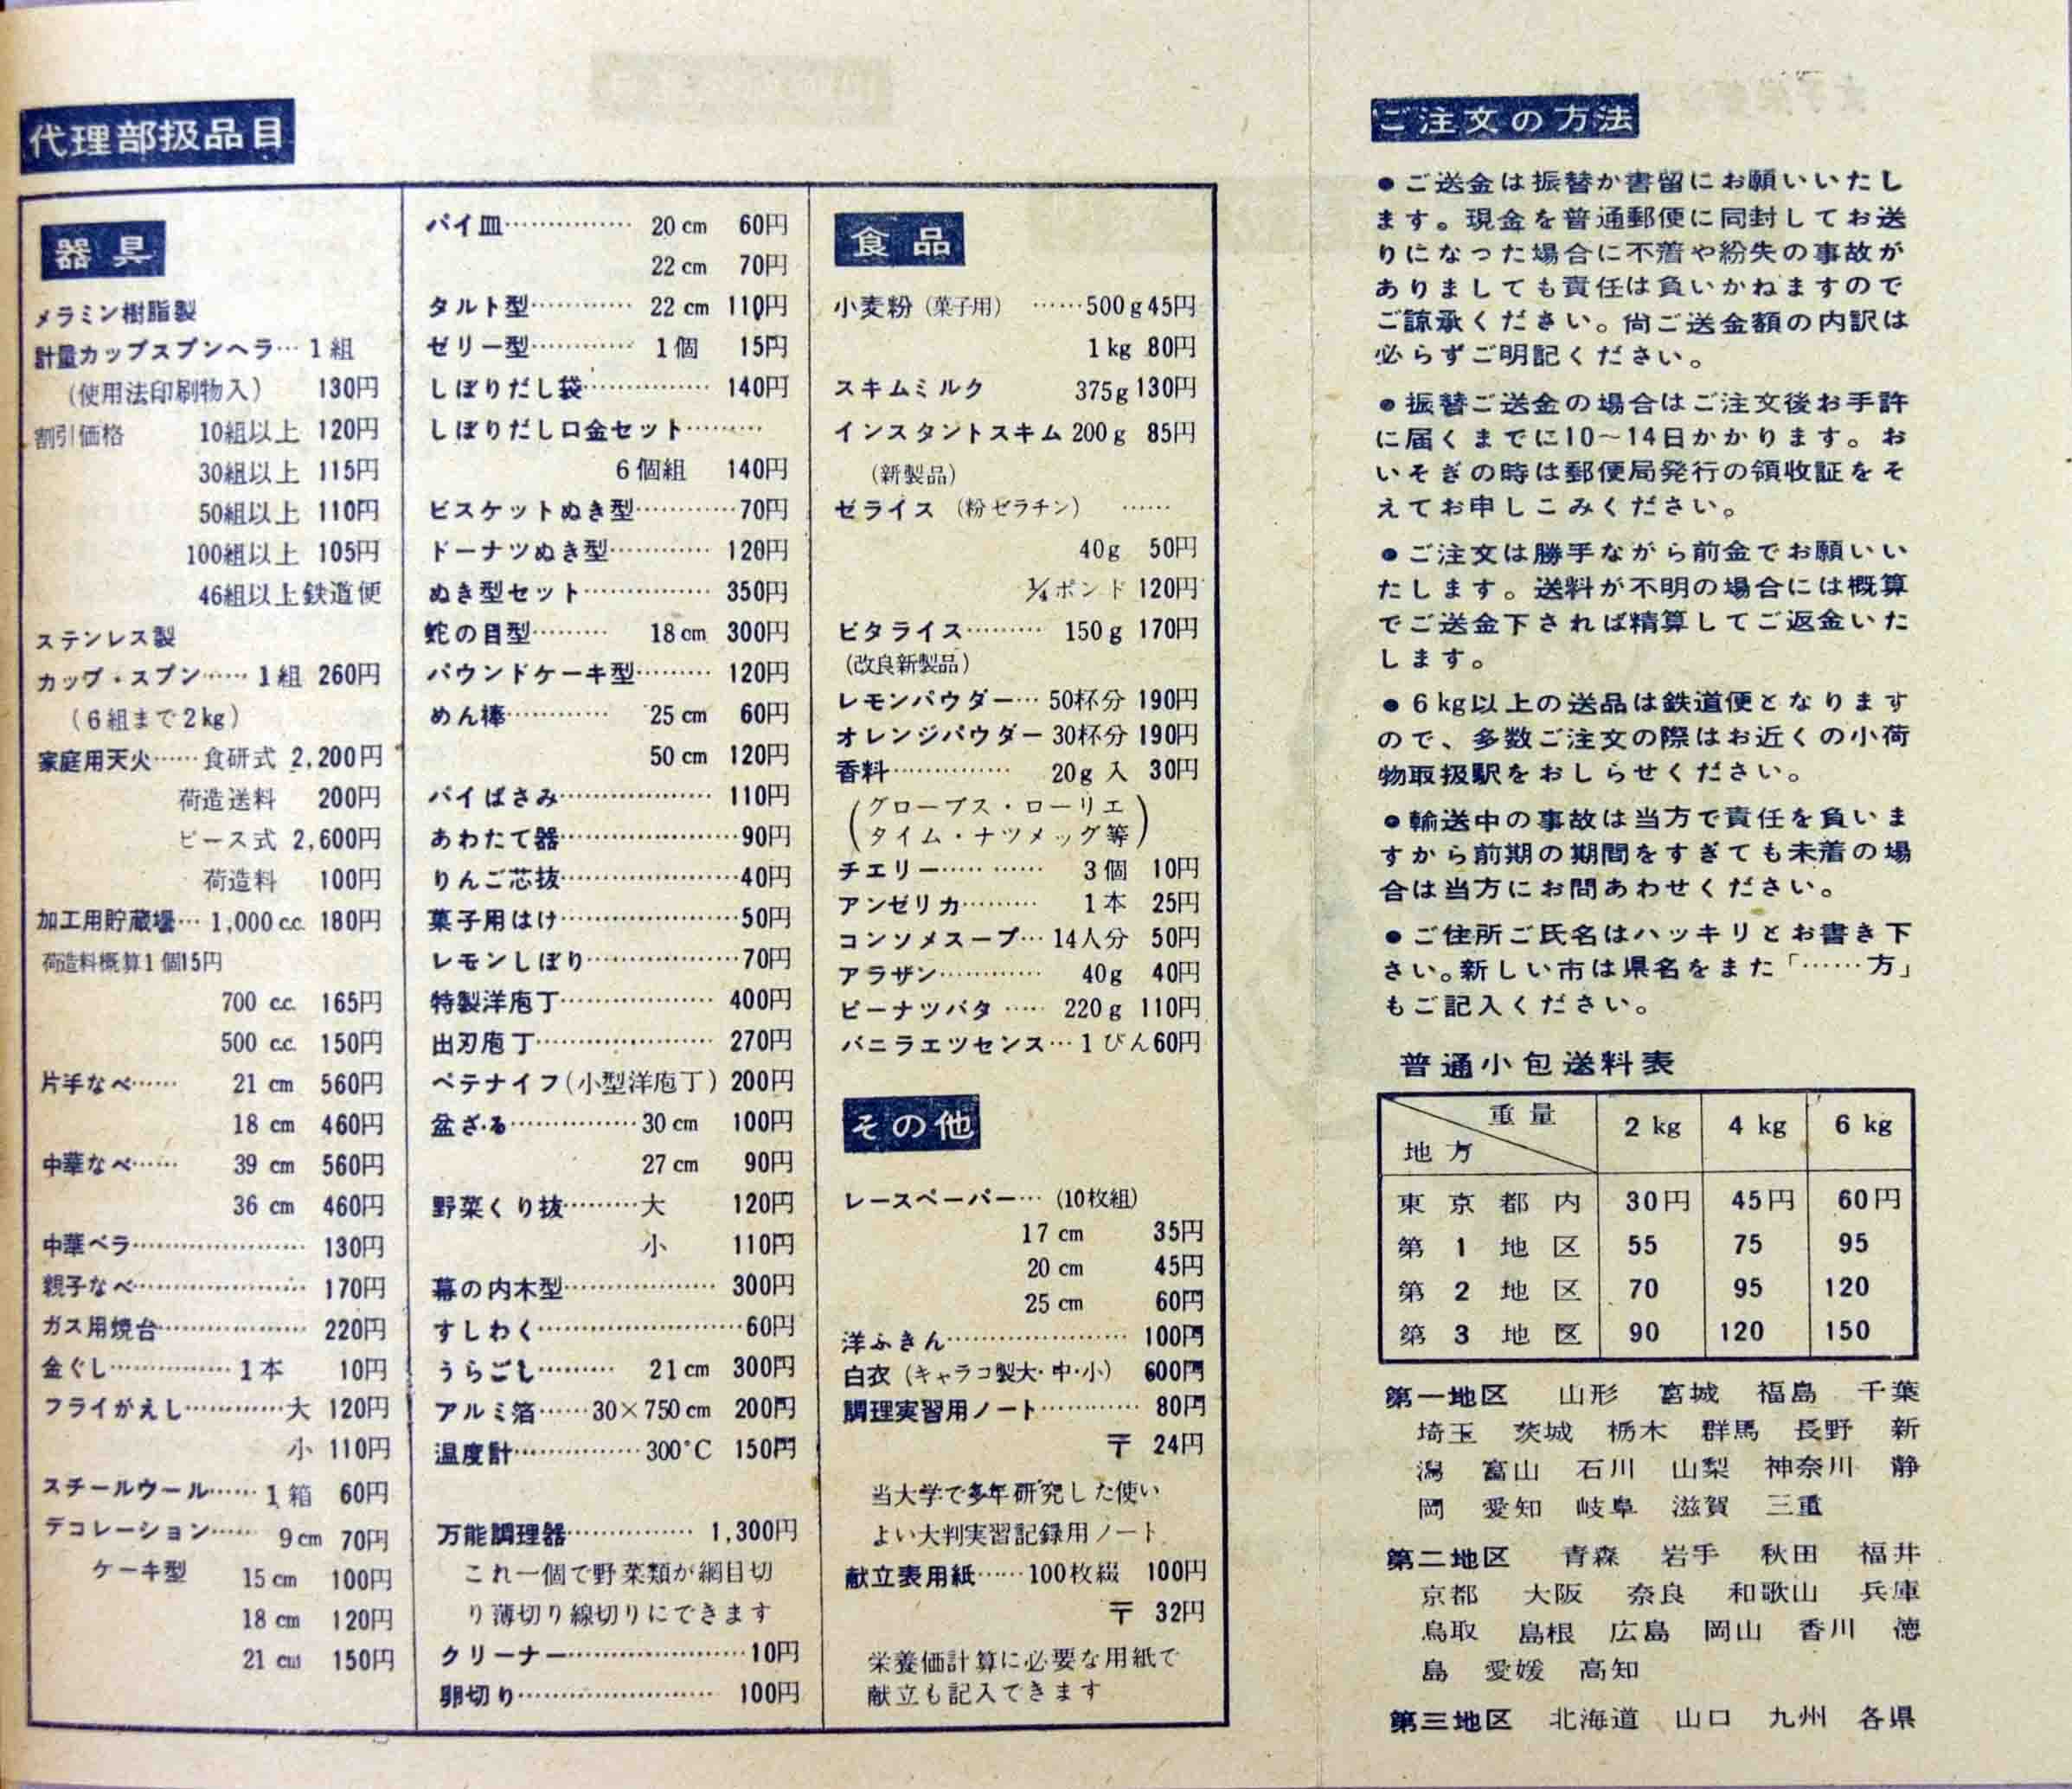 代理部扱品目
器具
メラミン樹脂製
計量カップスプンヘラ…1組
(使用法印刷物入) 130円
割引価格 10組以上 120円
30組以上 115円
50組以上 110円
100組以上 105円
46組以上鉄道便
ステンレス製
カップ・スプン……1組 260円
(6組まで2kg)
家庭用天火……食研式 2,200円
荷造送料 200円
ピース式 2,600円
荷造料 100円
加工用貯蔵壜…1,000 c.c. 180円
荷造料概算1個15円
700 c.c. 165円
500 c.c. 150円
片手なべ…… 21 cm 560円
18 cm 460円
中華なべ…… 39 cm 560円
36 cm 460円
中華ベラ………………… 130円
親子なべ………………… 170円
ガス用焼台……………… 220円
金ぐし……………1本 10円
フライがえし…………大 120円
小 110円
スチールウール……1箱 60円
デコレーション…… 9cm 70円
ケーキ型 15cm 100円
18 cm 120円
21 cm 150円
パイ皿…………… 20 cm 60円
22 cm 70円
タルト型………… 22 cm 110円
ゼリー型………… 1個 15円
しぼりだし袋…………… 140円
しぼりだし口金セット………
6個組 140円
ビスケットぬき型…………70円
ドーナツぬき型………… 120円
ぬき型セット…………… 350円
蛇の目型……… 18cm 300円
パウンドケーキ型……… 120円
めん棒………… 25 cm 60円
50 cm 120円
パイばさみ……………… 110円
あわたて器…………………90円
りんご芯抜…………………40円
菓子用はけ…………………50円
レモンしぼり………………70円
特製洋庖丁……………… 400円
出刃庖丁………………… 270円
ペテナイフ(小型洋庖丁) 200円
盆ざる……………30 cm 100円
27 cm 90円
野菜くり抜………大 120円
小 110円
幕の内木型……………… 300円
すしわく……………………60円
うらごし……… 21cm 300円
アルミ箔……30×750cm 200円
温度計……………300°C 150円
万能調理器…………… 1,300円
これ一個で野菜類が網目切
り薄切り線切りにできます
クリーナー…………………10円
卵切り…………………… 100円
食品
小麦粉(菓子用) ……500g45円
1kg 80円
スキムミルク 375g130円
インスタントスキム 200g 85円
(新製品)
ゼライス (粉ゼラチン) ……
40g 50円
¼ポンド 120円
ビタライス……… 150g 170円
(改良新製品)
レモンパウダー… 50杯分 190円
オレンジパウダー 30杯分 190円
香料…………… 20g入 30円
(グローブス・ローリエ
タイム・ナツメッグ等)
チエリー…… …… 3個 10円
アンゼリカ……… 1本 25円
コンソメスープ…14人分 50円
アラザン………… 40g 40円
ピーナツバタ …… 220g 110円
バニラエツセンス…1びん60円
その他
レースペーパー… (10枚組)
17 cm 35円
20 cm 45円
25 cm 60円
洋ふきん………………… 100円
白衣(キャラコ製大・中・小) 600円
調理実習用ノート………… 80円
〒 24円
当大学で多年研究した使い
よい大判実習記録用ノート
献立表用紙……100枚綴 100円
〒 32円
栄養価計算に必要な用紙で
献立も記入できます
ご注文の方法
●ご送金は振替か書留にお願いいたし
ます。現金を普通郵便に同封してお送
りになった場合に不着や紛失の事故が
ありましても責任は負いかねますので
ご諒承ください。尚ご送金額の内訳は
必らずご明記ください。
●振替ご送金の場合はご注文後お手許
に届くまでに10～14日かかります。お
いそぎの時は郵便局発行の領收証をそ
えてお申しこみください。
●ご注文は勝手ながら前金でお願いい
たします。送料が不明の場合には概算
でご送金下されば精算してご返金いた
します。
●6kg以上の送品は鉄道便となります
ので、多数ご注文の際はお近くの小荷
物取扱駅をおしらせください。
●輸送中の事故は当方で責任を負いま
すから前期の期間をすぎても未着の場
合は当方にお問あわせください。
●ご住所ご氏名はハッキリとお書き下
さい。新しい市は県名をまた「……方」
もご記入ください。
普通小包送料表
重量 地方 2 kg 4 kg 6 kg
東京都内 30円 45円 60円
第1地区 55 75 95
第2地区 70 95 120
第3地区 90 120 150
第一地区 山形 宮城 福島 千葉
埼玉 茨城 栃木 群馬 長野 新
潟 富山 石川 山梨 神奈川 静
岡 愛知 岐阜 滋賀 三重
第二地区 青森 岩手 秋田 福井
京都 大阪 奈良 和歌山 兵庫
鳥取 島根 広島 岡山 香川 徳
島 愛媛 高知
第三地区 北海道 山口 九州 各県